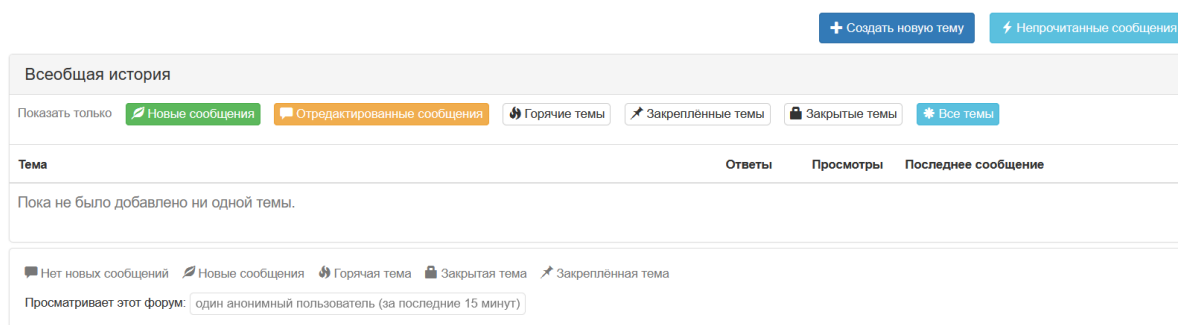 Создать новую тему Непрочитанные сообщения
Всеобщая история
Показать только Новые сообщения Отредактированные сообщения Горячие темы Закреплённые темы Закрытые темы Все темы
Тема Ответы Просмотры Последнее сообщение
Пока не было добавлено ни одной темы.
Нет новых сообщений Новые сообщения Горячая тема Закрытая тема Закреплённая тема
Просматривает этот форум: один анонимный пользователь (за последние 15 минут)